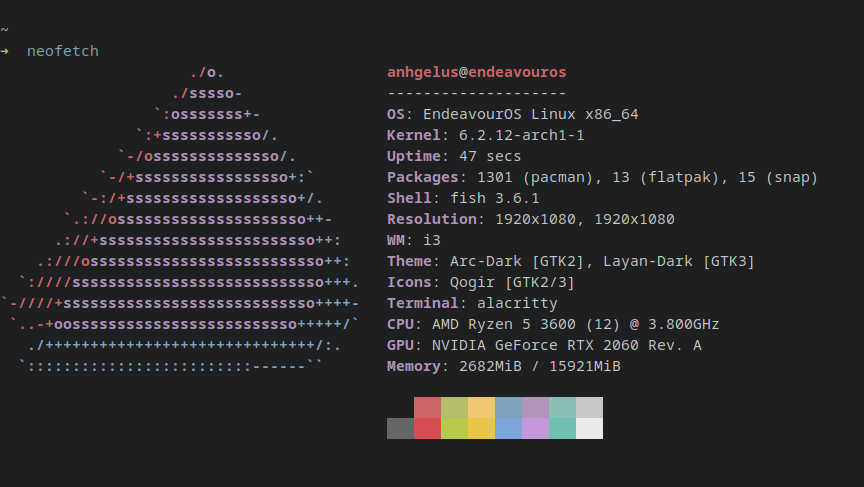 ~
➜  neofetch
                     ./o.                  anhgelus@endeavouros
                   ./sssso-                --------------------
                 `:osssssss+-              OS: EndeavourOS Linux x86_64
               `:+sssssssssso/.            Kernel: 6.2.12-arch1-1
             `-/ossssssssssssso/.          Uptime: 47 secs
           `-/+sssssssssssssssso+:`        Packages: 1301 (pacman), 13 (flatpak), 15 (snap)
         `-:/+sssssssssssssssssso+/.       Shell: fish 3.6.1
       `.://osssssssssssssssssssso++-      Resolution: 1920x1080, 1920x1080
      .://+ssssssssssssssssssssssso++:     WM: i3
    .:///ossssssssssssssssssssssssso++:    Theme: Arc-Dark [GTK2], Layan-Dark [GTK3]
  `:////ssssssssssssssssssssssssssso+++.   Icons: Qogir [GTK2/3]
`-////+ssssssssssssssssssssssssssso++++-   Terminal: alacritty
 `..-+oosssssssssssssssssssssssso+++++/`   CPU: AMD Ryzen 5 3600 (12) @ 3.800GHz
   ./++++++++++++++++++++++++++++++/:.     GPU: NVIDIA GeForce RTX 2060 Rev. A
  `:::::::::::::::::::::::::------``       Memory: 2682MiB / 15921MiB